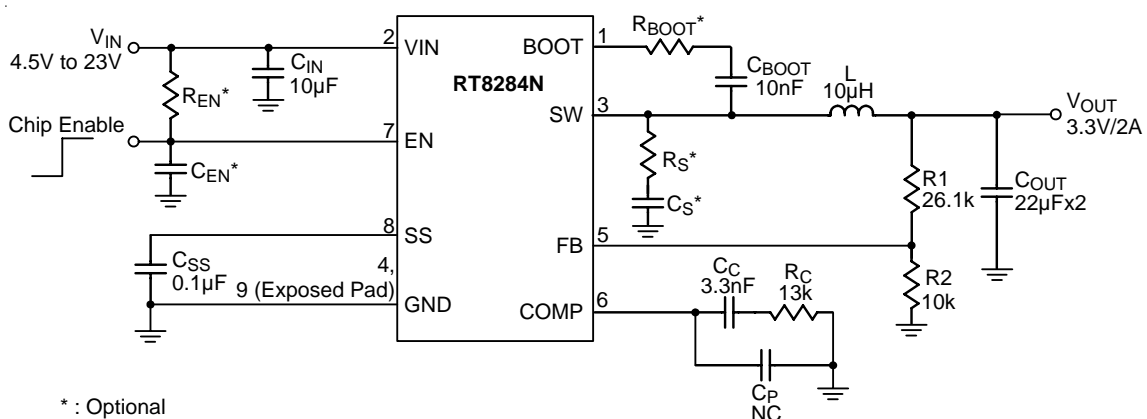 VIN
4.5V to 23V
2
VIN
CIN
10µF
REN*
Chip Enable
7
EN
CEN*
8
SS
CSS
0.1µF
4,
9 (Exposed Pad)
GND
RT8284N
BOOT
1
RBOOT*
CBOOT
10nF
SW
3
L
10µH
VOUT
3.3V/2A
RS*
CS*
R1
26.1k
COUT
22µFx2
FB
5
R2
10k
COMP
6
CC
3.3nF
RC
13k
CP
NC
* : Optional